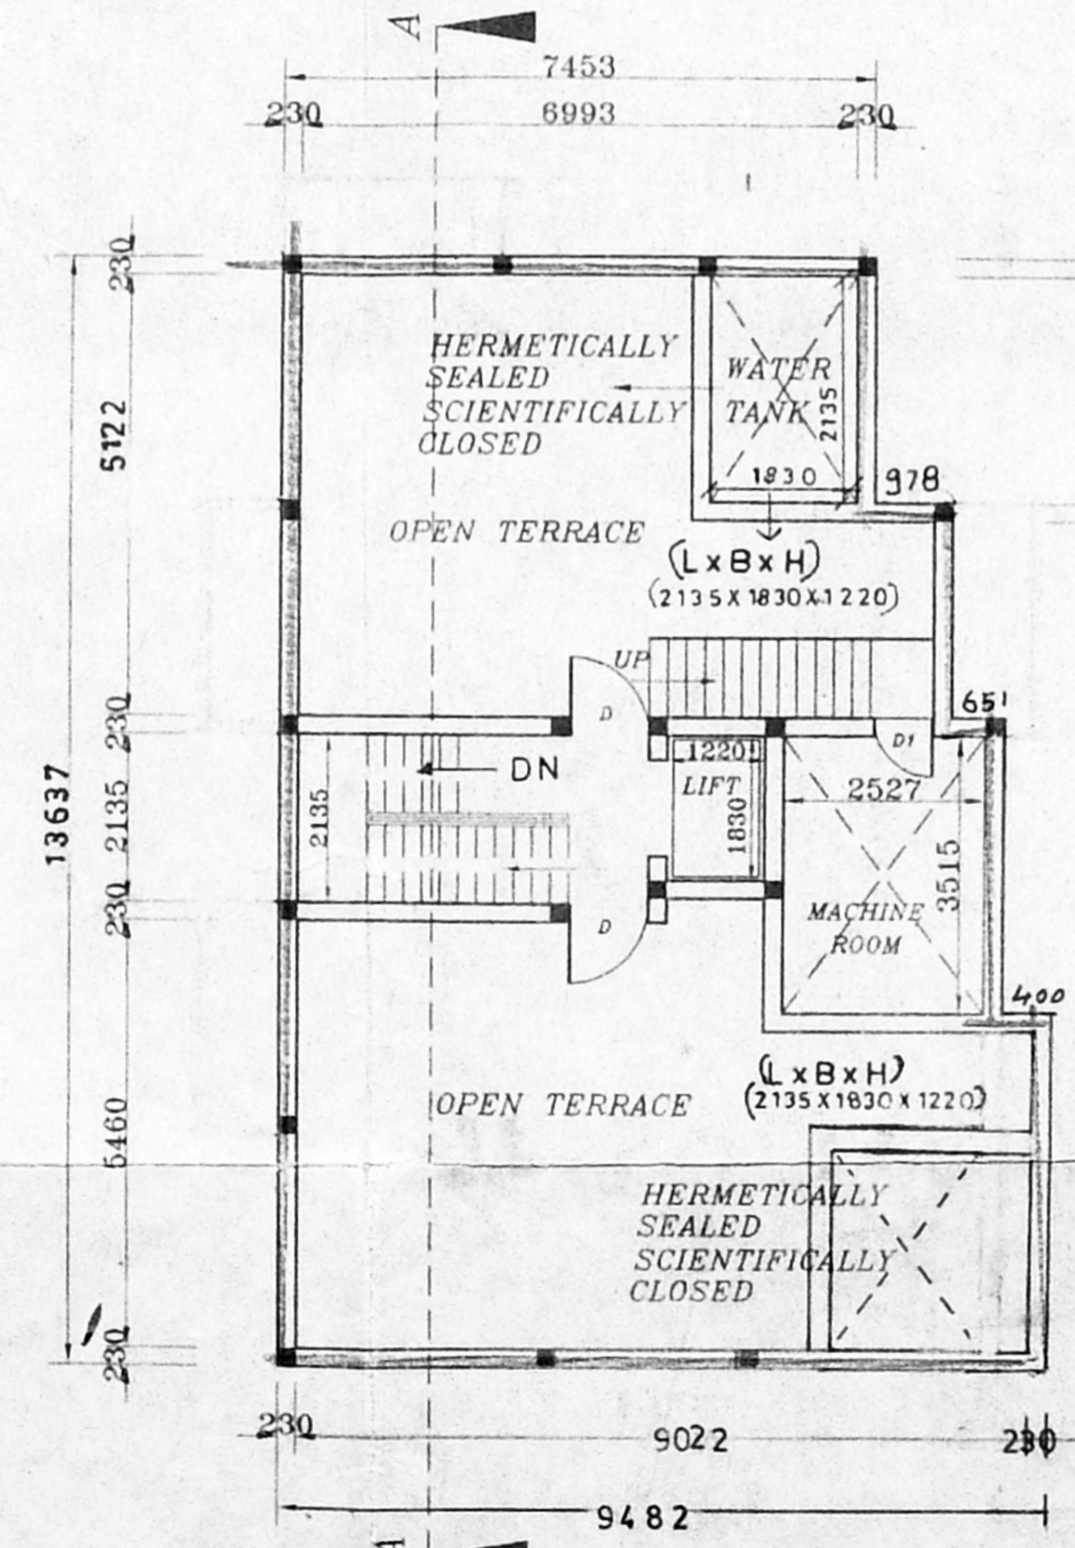 A
7453
230
6993
230
230
5122
230
2135
230
5460
230
13637
HERMETICALLY
SEALED
SCIENTIFICALLY
CLOSED
WATER
TANK
2135
1830
978
OPEN TERRACE
(L x B x H)
(2135 X 1830 X 1220)
UP
D
651
D1
DN
2135
1220
LIFT
1830
2527
3515
MACHINE
ROOM
D
400
OPEN TERRACE
(L x B x H)
(2135 X 1830 X 1220)
HERMETICALLY
SEALED
SCIENTIFICALLY
CLOSED
230
9022
230
9482